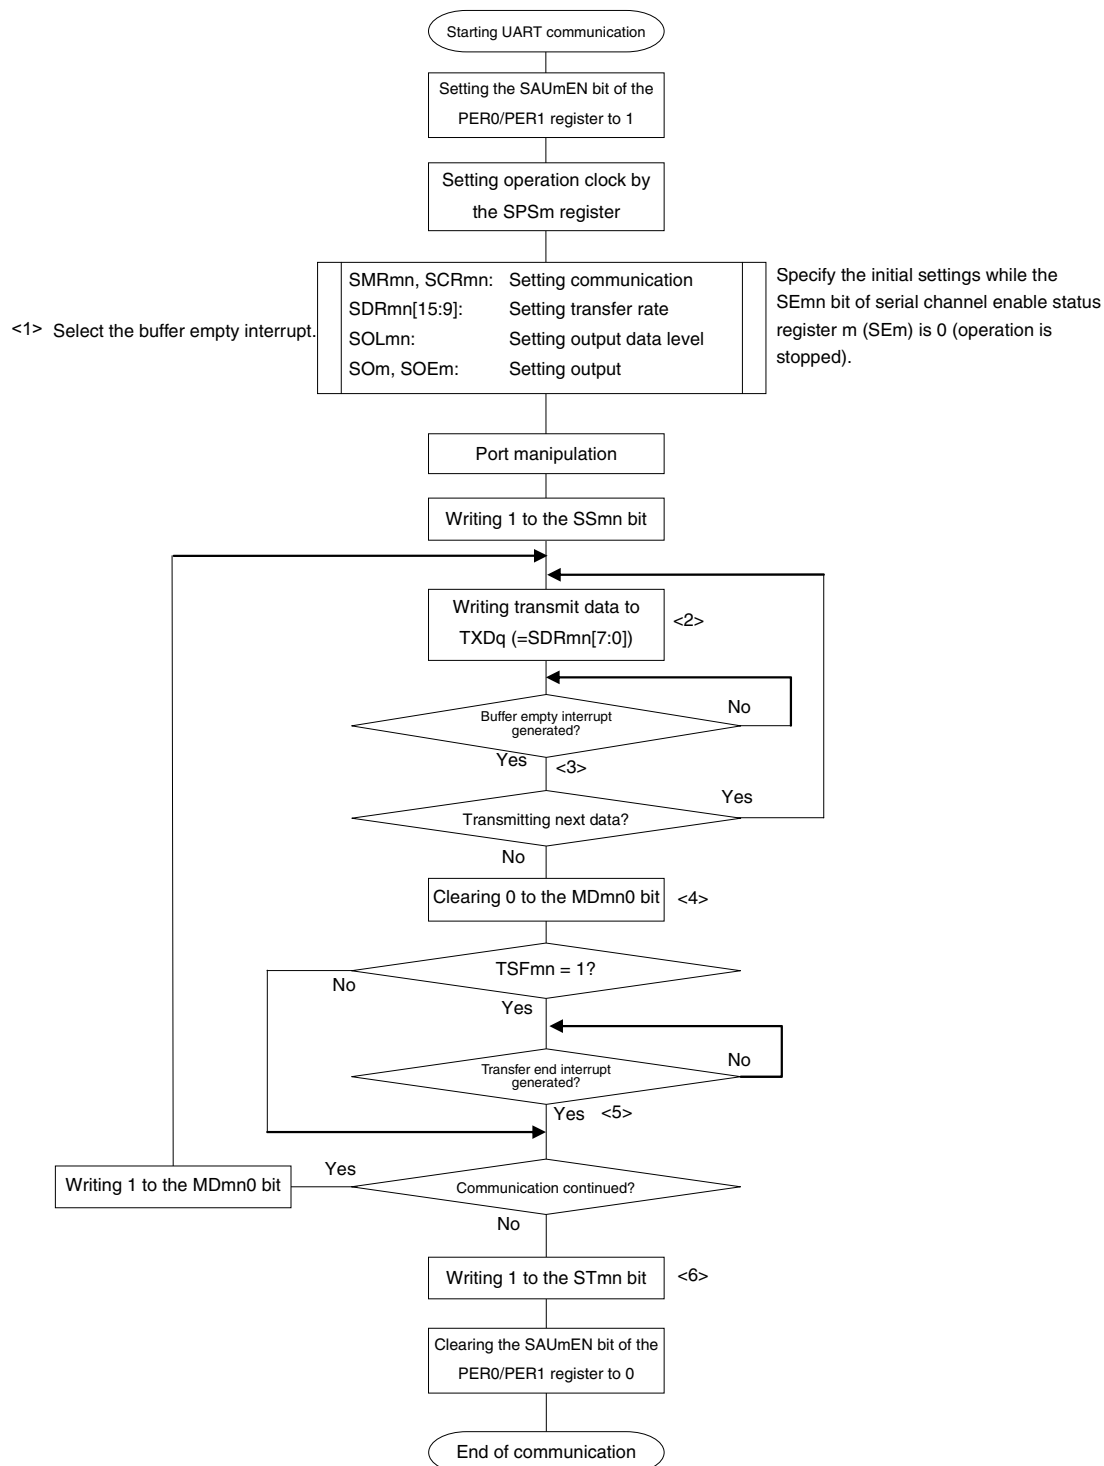 Starting UART communication
Setting the SAUmEN bit of the
PER0/PER1 register to 1
Setting operation clock by
the SPSm register
<1> Select the buffer empty interrupt.
SMRmn, SCRmn: Setting communication
SDRmn[15:9]: Setting transfer rate
SOLmn: Setting output data level
SOm, SOEm: Setting output
Specify the initial settings while the
SEmn bit of serial channel enable status
register m (SEm) is 0 (operation is
stopped).
Port manipulation
Writing 1 to the SSmn bit
Writing transmit data to
TXDq (=SDRmn[7:0])
<2>
Buffer empty interrupt
generated?
No
Yes
<3>
Transmitting next data?
Yes
No
Clearing 0 to the MDmn0 bit
<4>
TSFmn = 1?
No
Yes
Transfer end interrupt
generated?
No
Yes
<5>
Communication continued?
Yes
Writing 1 to the MDmn0 bit
No
Writing 1 to the STmn bit
<6>
Clearing the SAUmEN bit of the
PER0/PER1 register to 0
End of communication